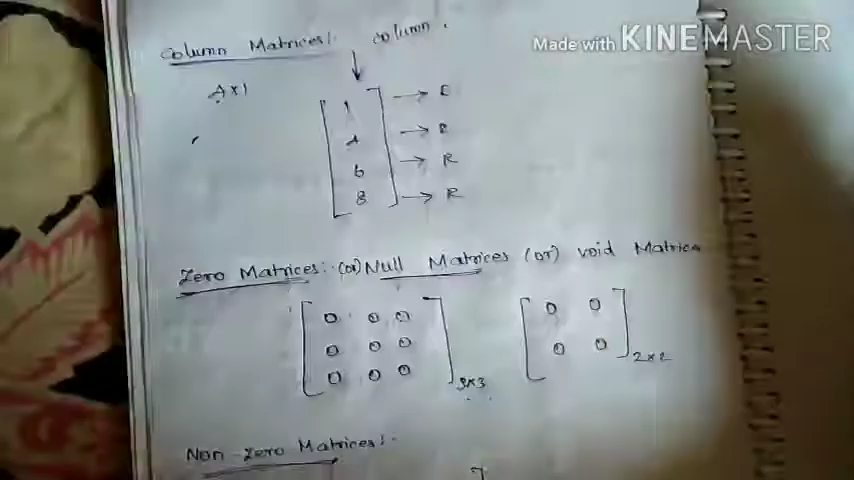 Column Matrices:- column.
Made with KINEMASTER
4×1
1 → R
4 → R
6 → R
8 → R
Zero Matrices:- (or) Null Matrices (or) void Matrices
0 0 0
0 0 0
0 0 0
3×3
0 0
0 0
2×2
Non-Zero Matrices:-